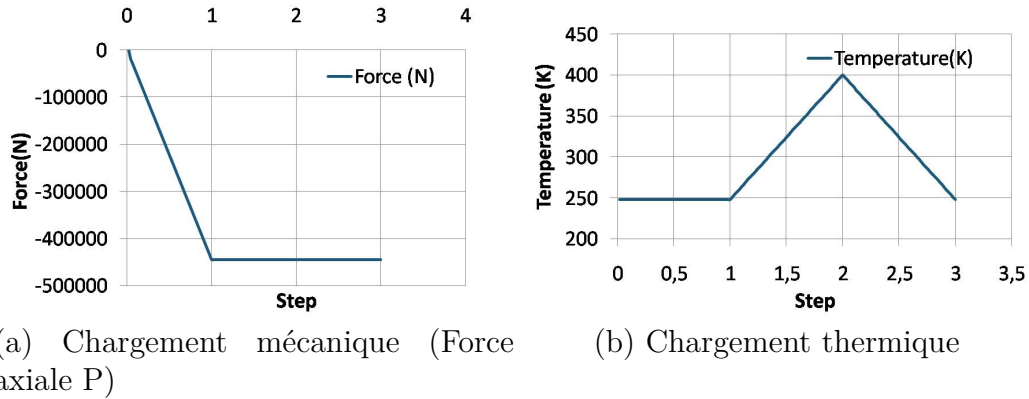 0 1 2 3 4
0
-100000
-200000
-300000
-400000
-500000
Force(N)
Force (N)
Step
450
400
350
300
250
200
Temperature (K)
Temperature(K)
0 0,5 1 1,5 2 2,5 3 3,5
Step
(a) Chargement mécanique (Force
axiale P)
(b) Chargement thermique